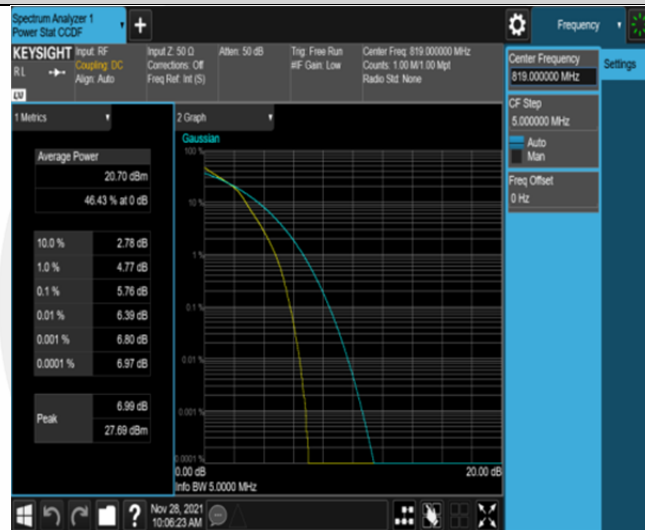 Spectrum Analyzer 1
Power Stat CCDF
+
Frequency
KEYSIGHT
RL
LXI
Input: RF
Coupling: DC
Align: Auto
Input Z: 50 Ω
Corrections: Off
Freq Ref: Int (S)
Atten: 50 dB
Trig: Free Run
#IF Gain: Low
Center Freq: 819.000000 MHz
Counts: 1.00 M/1.00 Mpt
Radio Std: None
Center Frequency
819.000000 MHz
Settings
CF Step
5.000000 MHz
Auto
Man
Freq Offset
0 Hz
1 Metrics
Average Power
20.70 dBm
46.43 % at 0 dB
10.0 % 2.78 dB
1.0 % 4.77 dB
0.1 % 5.76 dB
0.01 % 6.39 dB
0.001 % 6.80 dB
0.0001 % 6.97 dB
Peak
6.99 dB
27.69 dBm
2 Graph
Gaussian
100 %
10 %
1 %
0.1 %
0.01 %
0.001 %
0.0001 %
0.00 dB 20.00 dB
Info BW 5.0000 MHz
?
Nov 28, 2021
10:06:23 AM